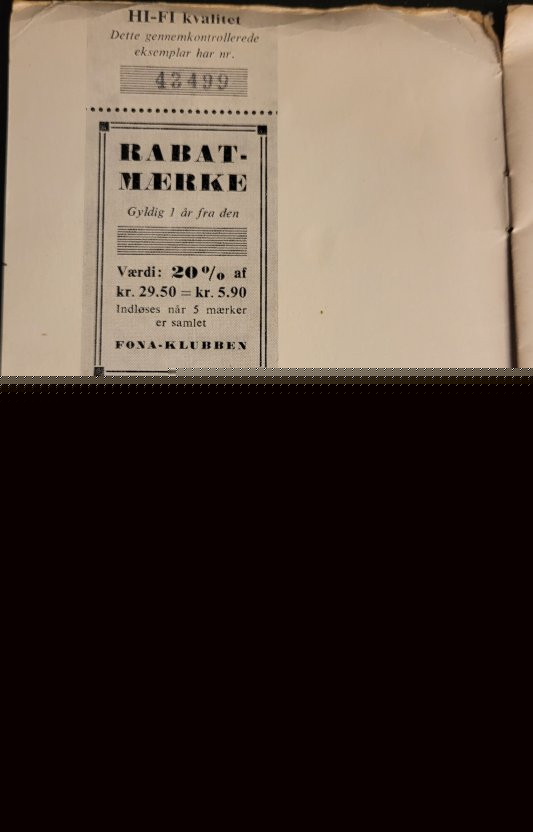 HI-FI kvalitet
Dette gennemkontrollerede
eksemplar har nr.
43499
RABAT-
MÆRKE
Gyldig 1 år fra den
Værdi: 20% af
kr. 29.50 = kr. 5.90
Indløses når 5 mærker
er samlet
FONA-KLUBBEN